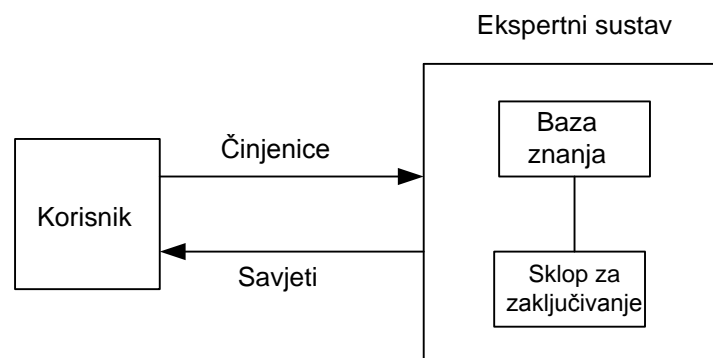 Ekspertni sustav
Činjenice
Korisnik
Savjeti
Baza
znanja
Sklop za
zaključivanje